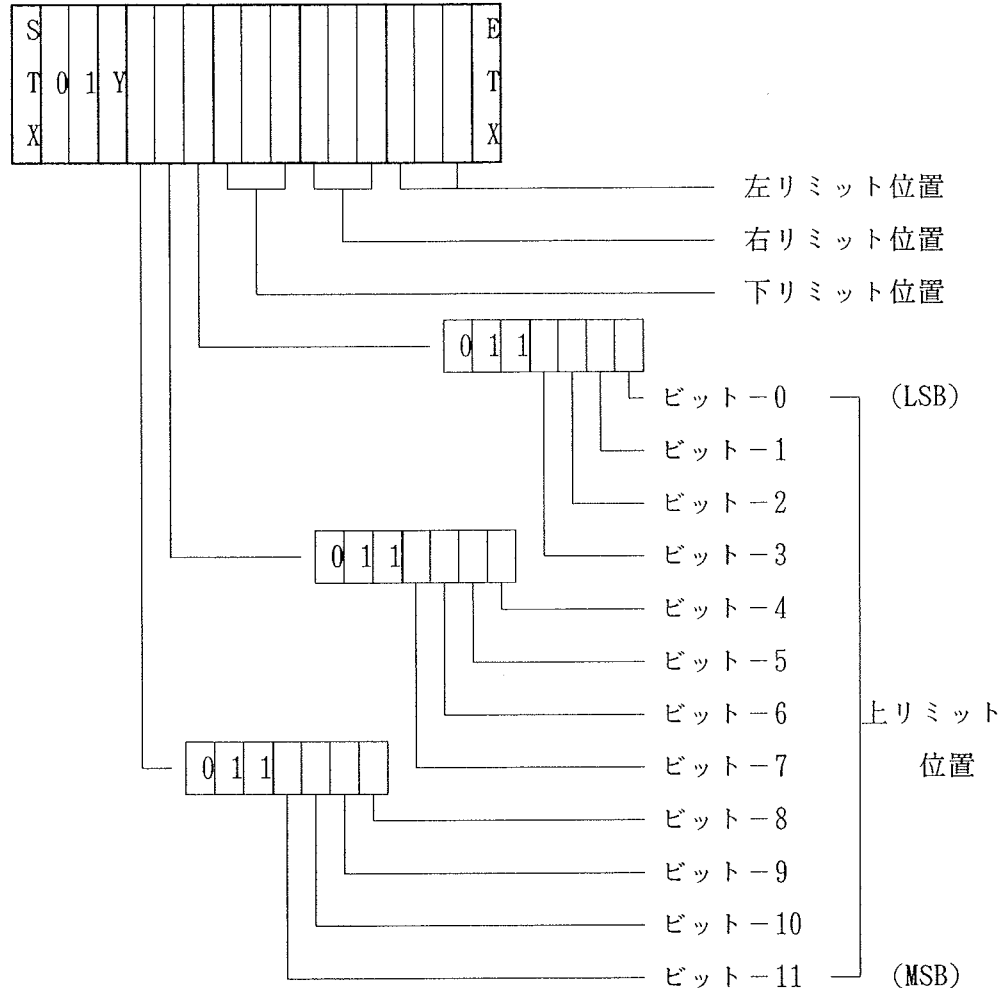 STX 0 1 Y ETX
左リミット位置
右リミット位置
下リミット位置
0 1 1
ビット－0 (LSB)
ビット－1
ビット－2
ビット－3
0 1 1
ビット－4
ビット－5
ビット－6
上リミット
ビット－7
位置
0 1 1
ビット－8
ビット－9
ビット－10
ビット－11 (MSB)